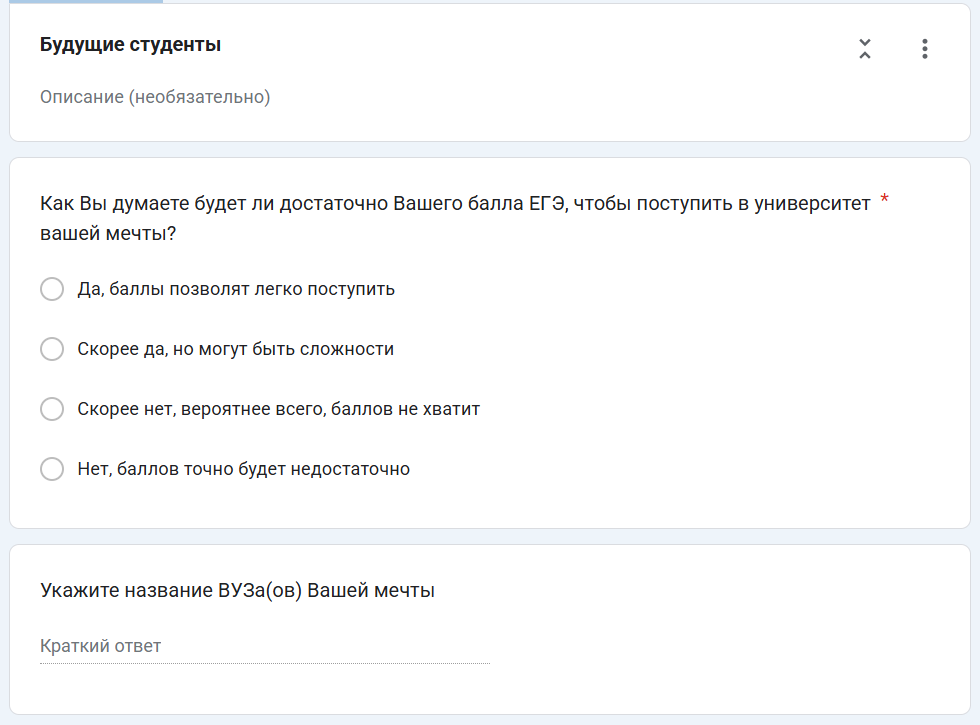 Будущие студенты
Описание (необязательно)
Как Вы думаете будет ли достаточно Вашего балла ЕГЭ, чтобы поступить в университет *
вашей мечты?
Да, баллы позволят легко поступить
Скорее да, но могут быть сложности
Скорее нет, вероятнее всего, баллов не хватит
Нет, баллов точно будет недостаточно
Укажите название ВУЗа(ов) Вашей мечты
Краткий ответ